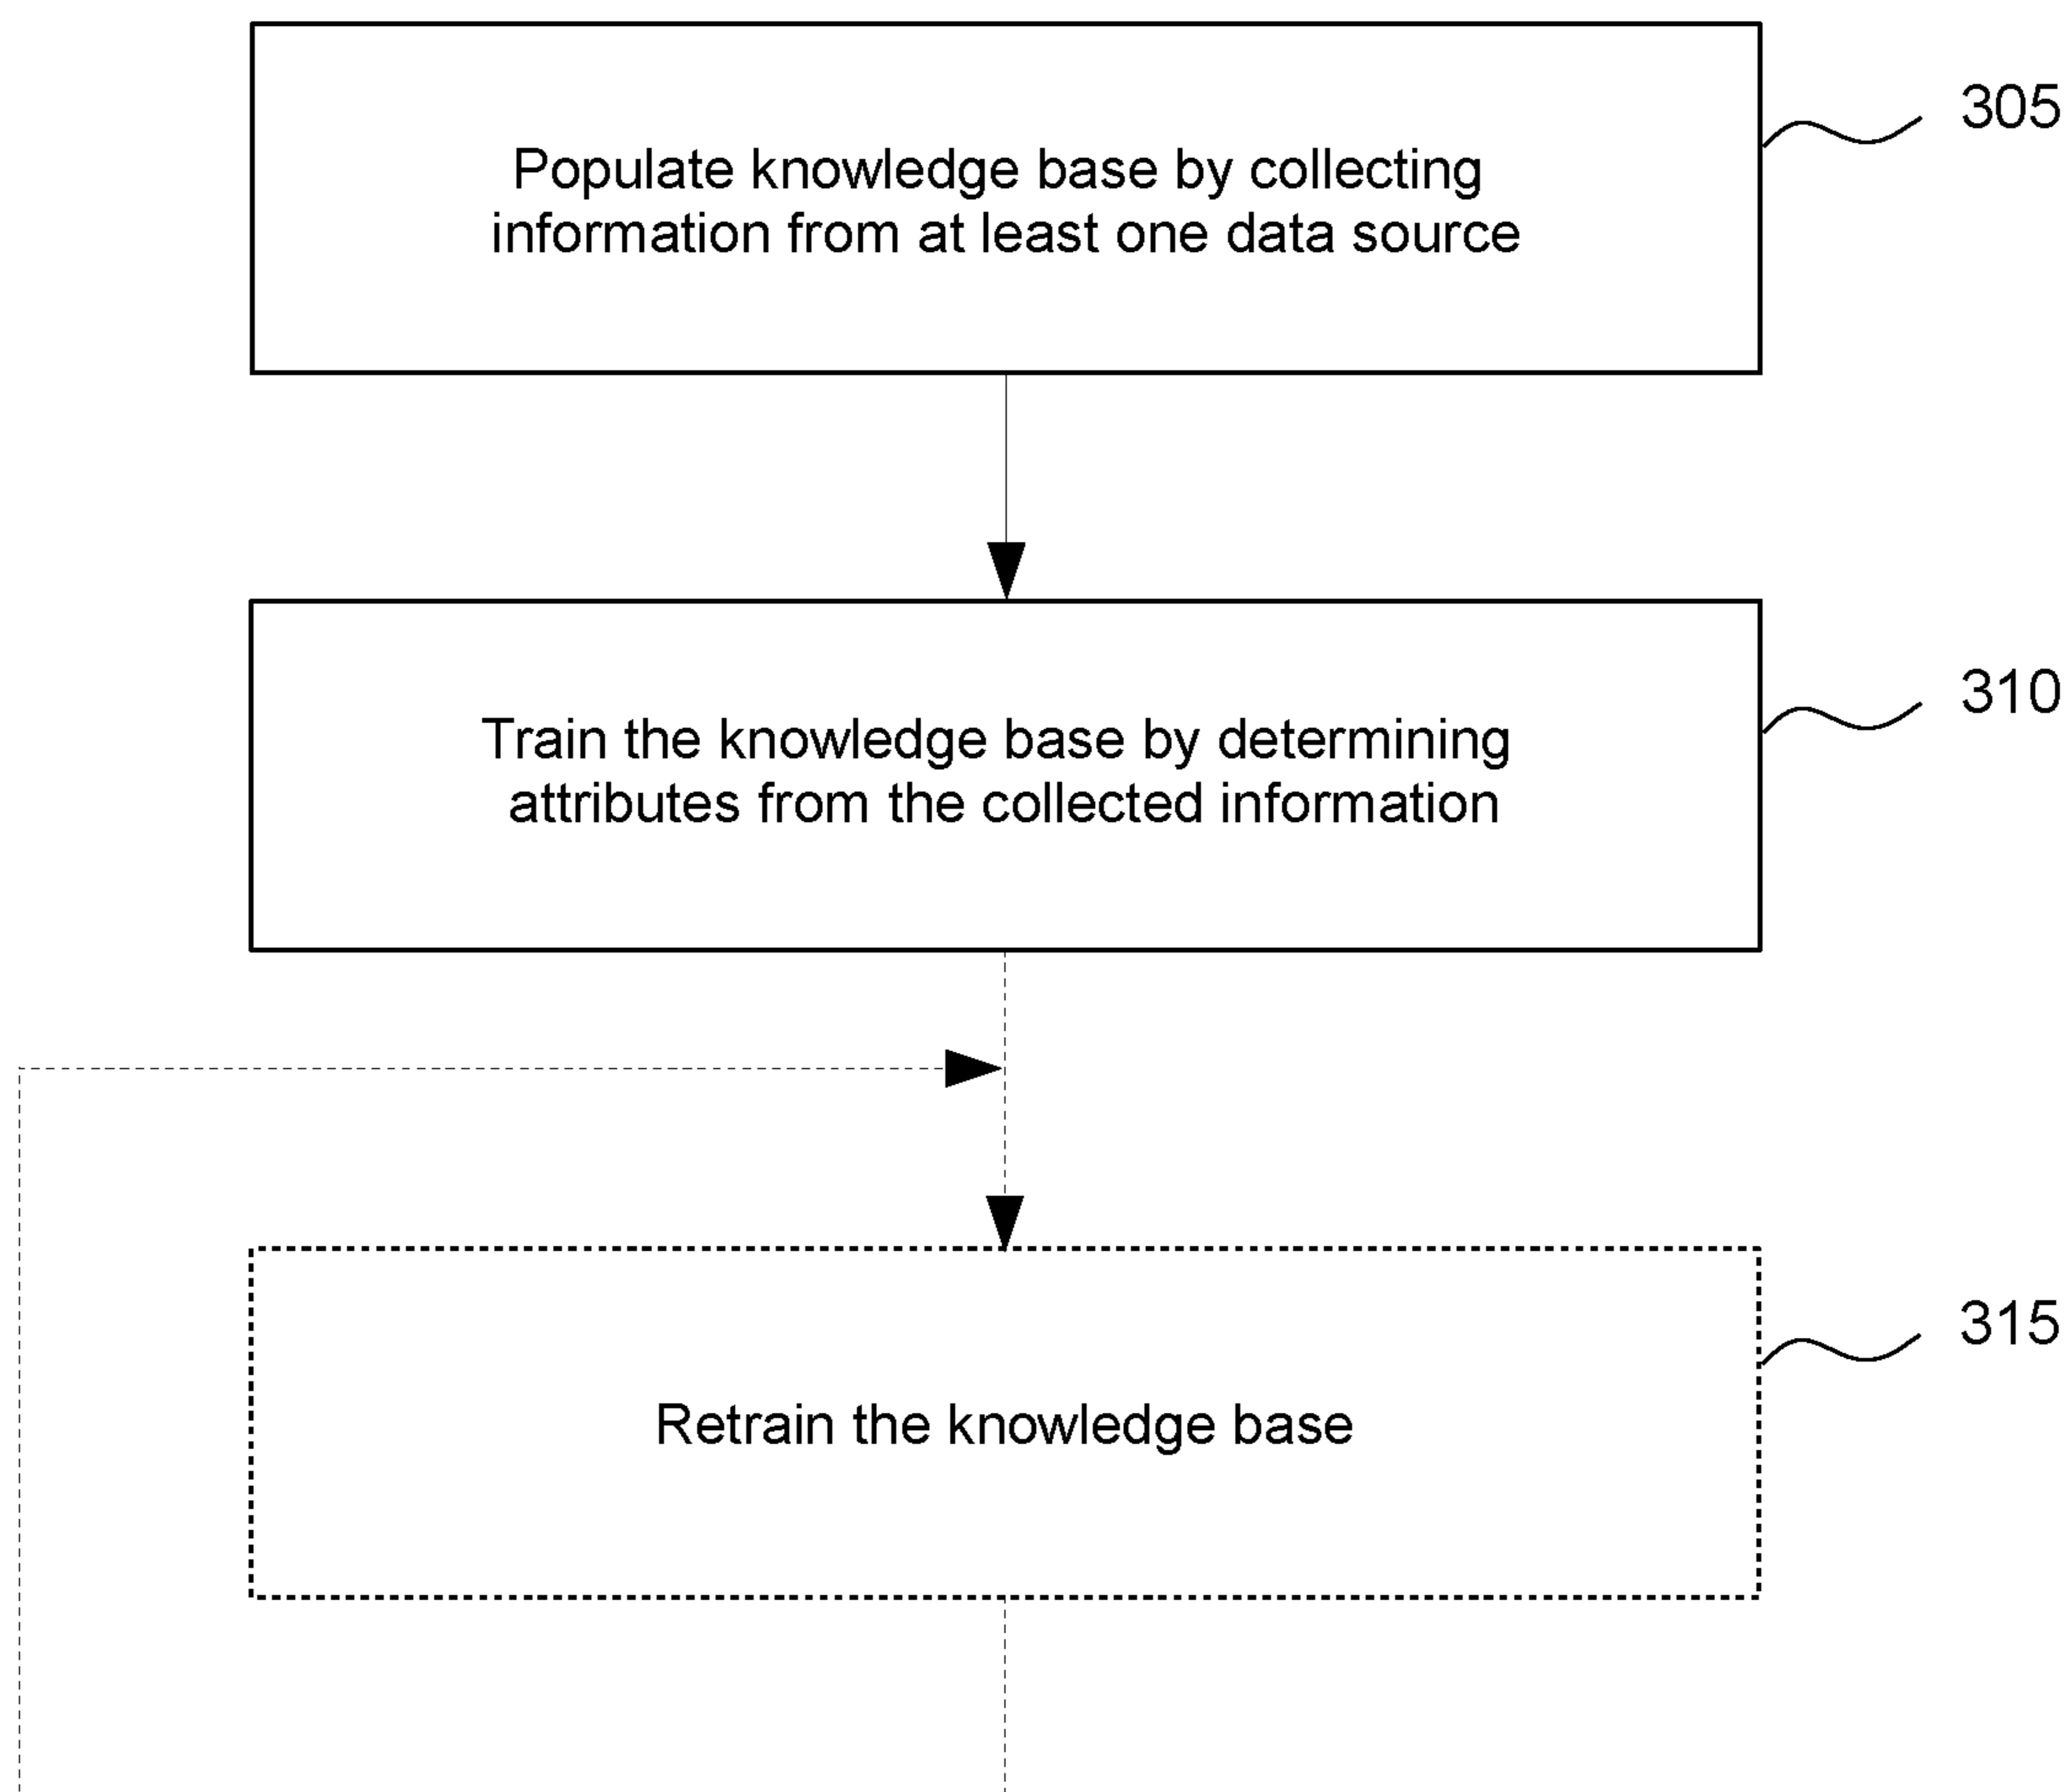 Populate knowledge base by collecting
information from at least one data source
305
Train the knowledge base by determining
attributes from the collected information
310
Retrain the knowledge base
315